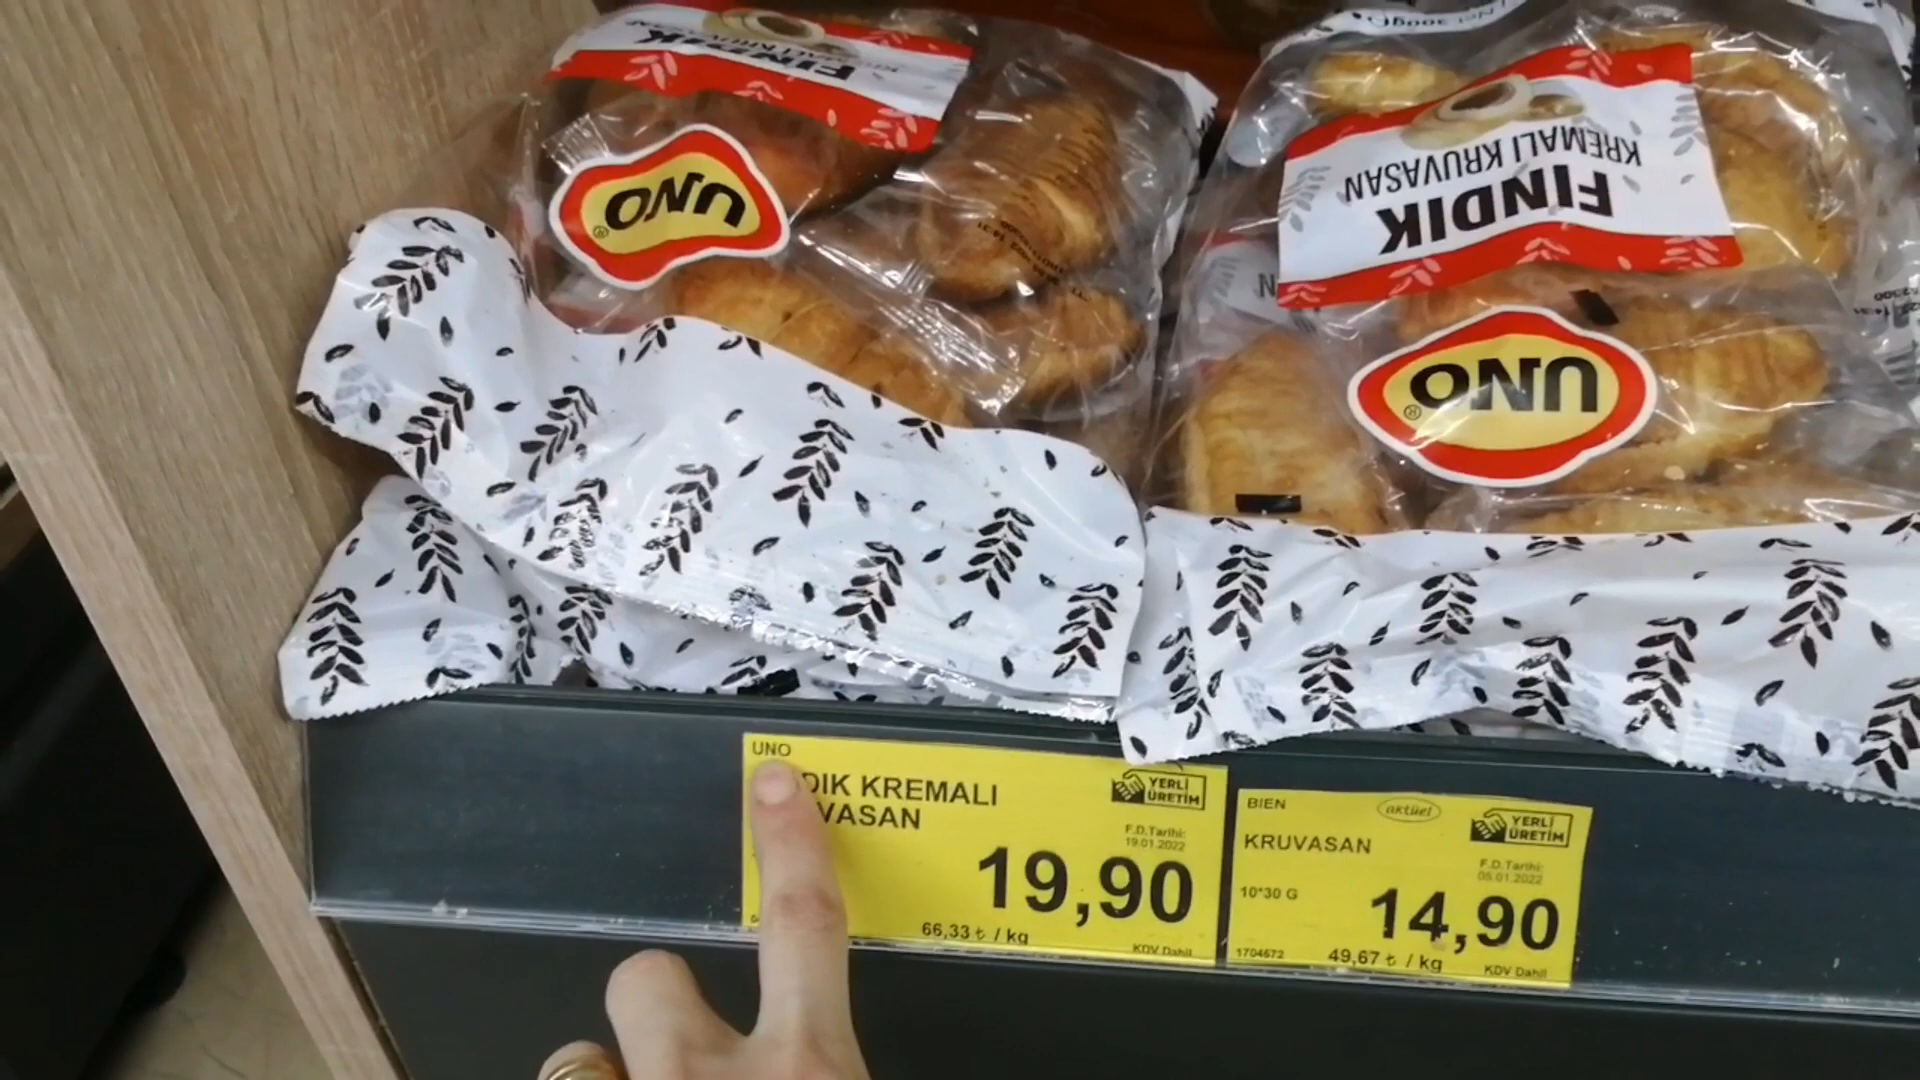 FINDIK
UNO
KREMALI KRUVASAN
FINDIK
UNO
UNO
DIK KREMALI
VASAN
YERLİ
ÜRETİM
F.D.Tarihi:
19.01.2022
19,90
66,33 ₺ / kg
KDV Dahil
BIEN
aktüel
YERLİ
ÜRETİM
KRUVASAN
F.D.Tarihi:
05.01.2022
10*30 G
14,90
1704672
49,67 ₺ / kg
KDV Dahil